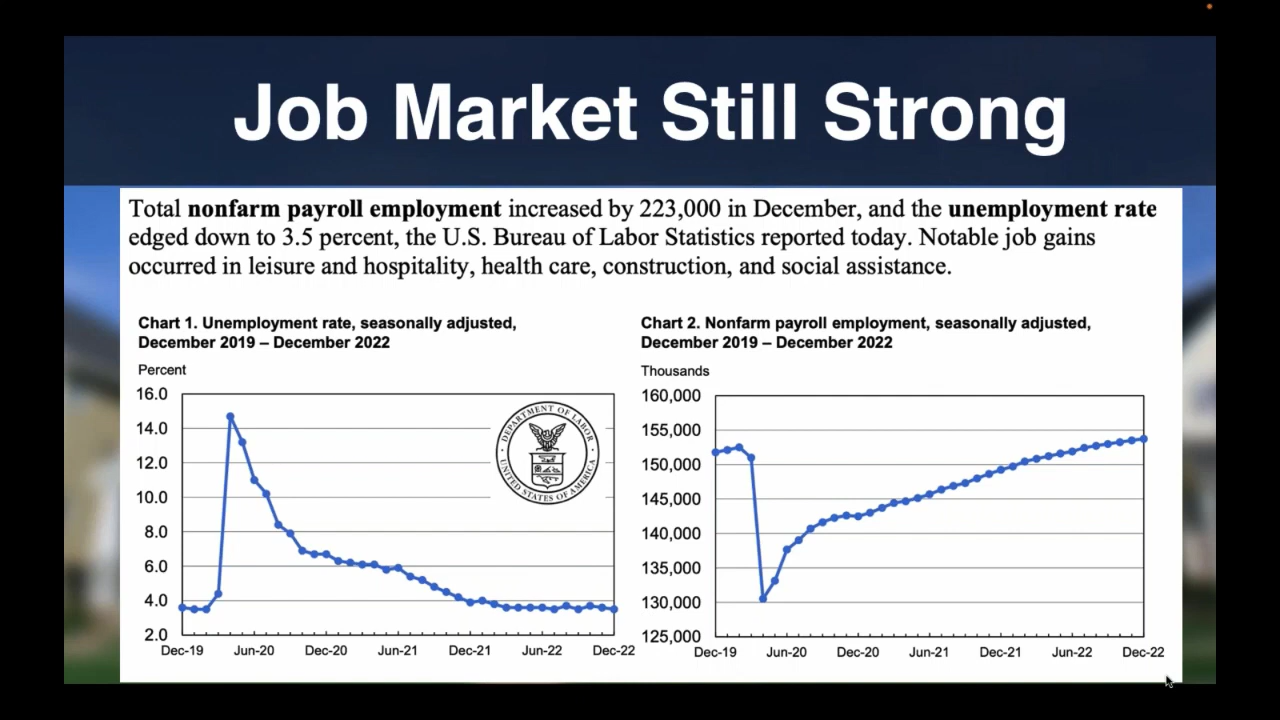 Job Market Still Strong
Total nonfarm payroll employment increased by 223,000 in December, and the unemployment rate
edged down to 3.5 percent, the U.S. Bureau of Labor Statistics reported today. Notable job gains
occurred in leisure and hospitality, health care, construction, and social assistance.
Chart 1. Unemployment rate, seasonally adjusted,
December 2019 – December 2022
Percent
16.0
14.0
12.0
10.0
8.0
6.0
4.0
2.0
Dec-19 Jun-20 Dec-20 Jun-21 Dec-21 Jun-22 Dec-22
DEPARTMENT OF LABOR
UNITED STATES OF AMERICA
Chart 2. Nonfarm payroll employment, seasonally adjusted,
December 2019 – December 2022
Thousands
160,000
155,000
150,000
145,000
140,000
135,000
130,000
125,000
Dec-19 Jun-20 Dec-20 Jun-21 Dec-21 Jun-22 Dec-22